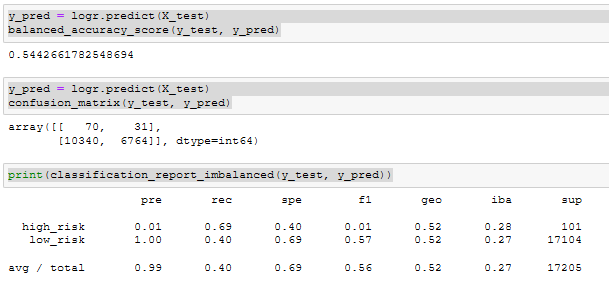 y_pred = logr.predict(X_test)
balanced_accuracy_score(y_test, y_pred)
0.5442661782548694
y_pred = logr.predict(X_test)
confusion_matrix(y_test, y_pred)
array([[   70,    31],
       [10340,  6764]], dtype=int64)
print(classification_report_imbalanced(y_test, y_pred))
pre rec spe f1 geo iba sup
high_risk 0.01 0.69 0.40 0.01 0.52 0.28 101
low_risk 1.00 0.40 0.69 0.57 0.52 0.27 17104
avg / total 0.99 0.40 0.69 0.56 0.52 0.27 17205